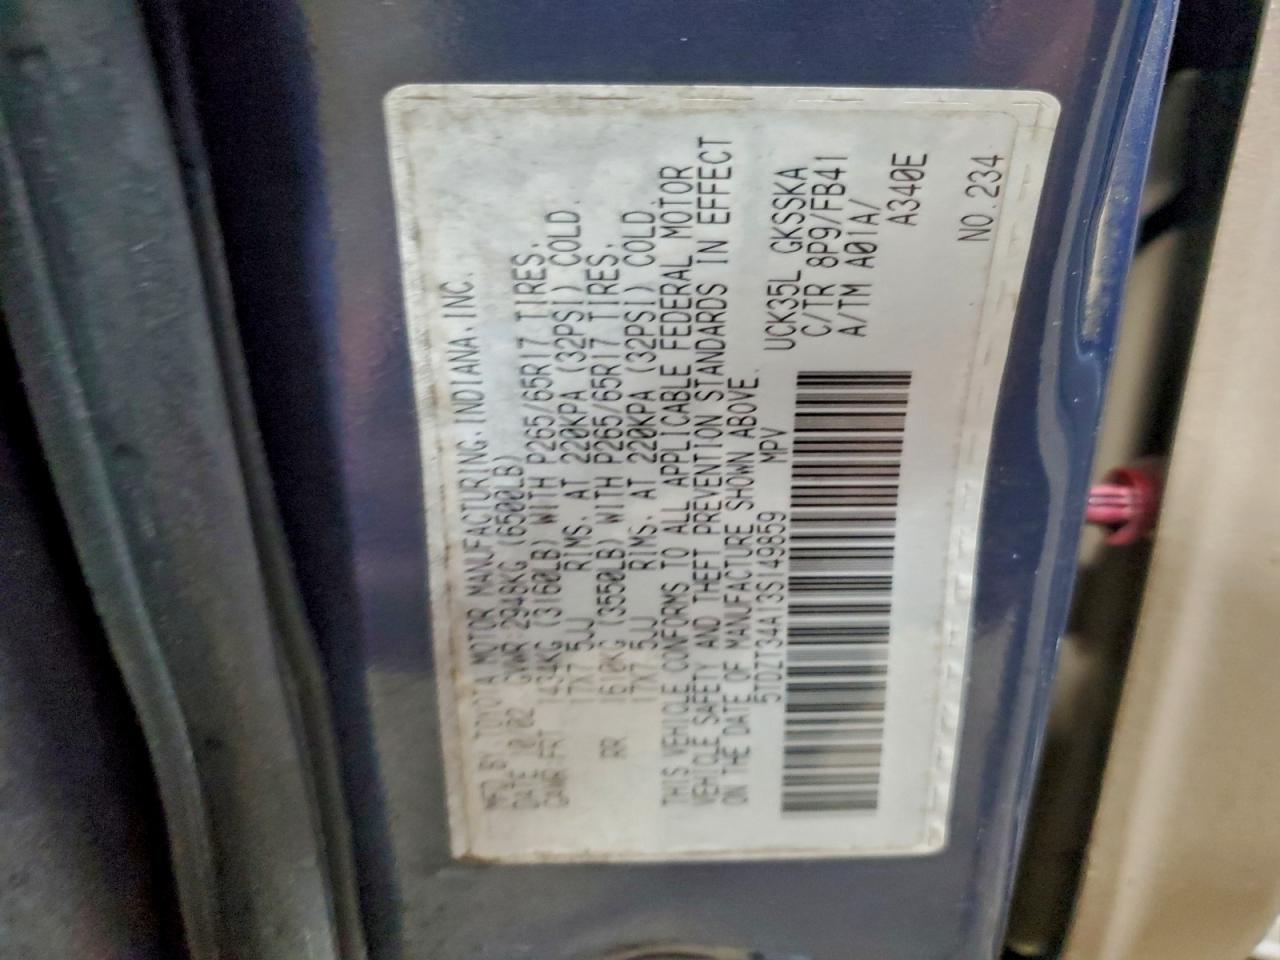 MFD BY TOYOTA MOTOR MANUFACTURING, INDIANA, INC.
DATE 10/02 GVWR 2948KG (6500LB)
GAWR FRT 1434KG (3160LB) WITH P265/65R17 TIRES,
17X7.5JJ RIMS, AT 220KPA (32PSI) COLD.
RR 1610KG (3550LB) WITH P265/65R17 TIRES,
17X7.5JJ RIMS, AT 220KPA (32PSI) COLD.
THIS VEHICLE CONFORMS TO ALL APPLICABLE FEDERAL MOTOR
VEHICLE SAFETY AND THEFT PREVENTION STANDARDS IN EFFECT
ON THE DATE OF MANUFACTURE SHOWN ABOVE.
5TDZT34A13S149859 MPV
UCK35L GKSSKA
C/TR 8P9/FB41
A/TM A01A/
A340E
NO.234